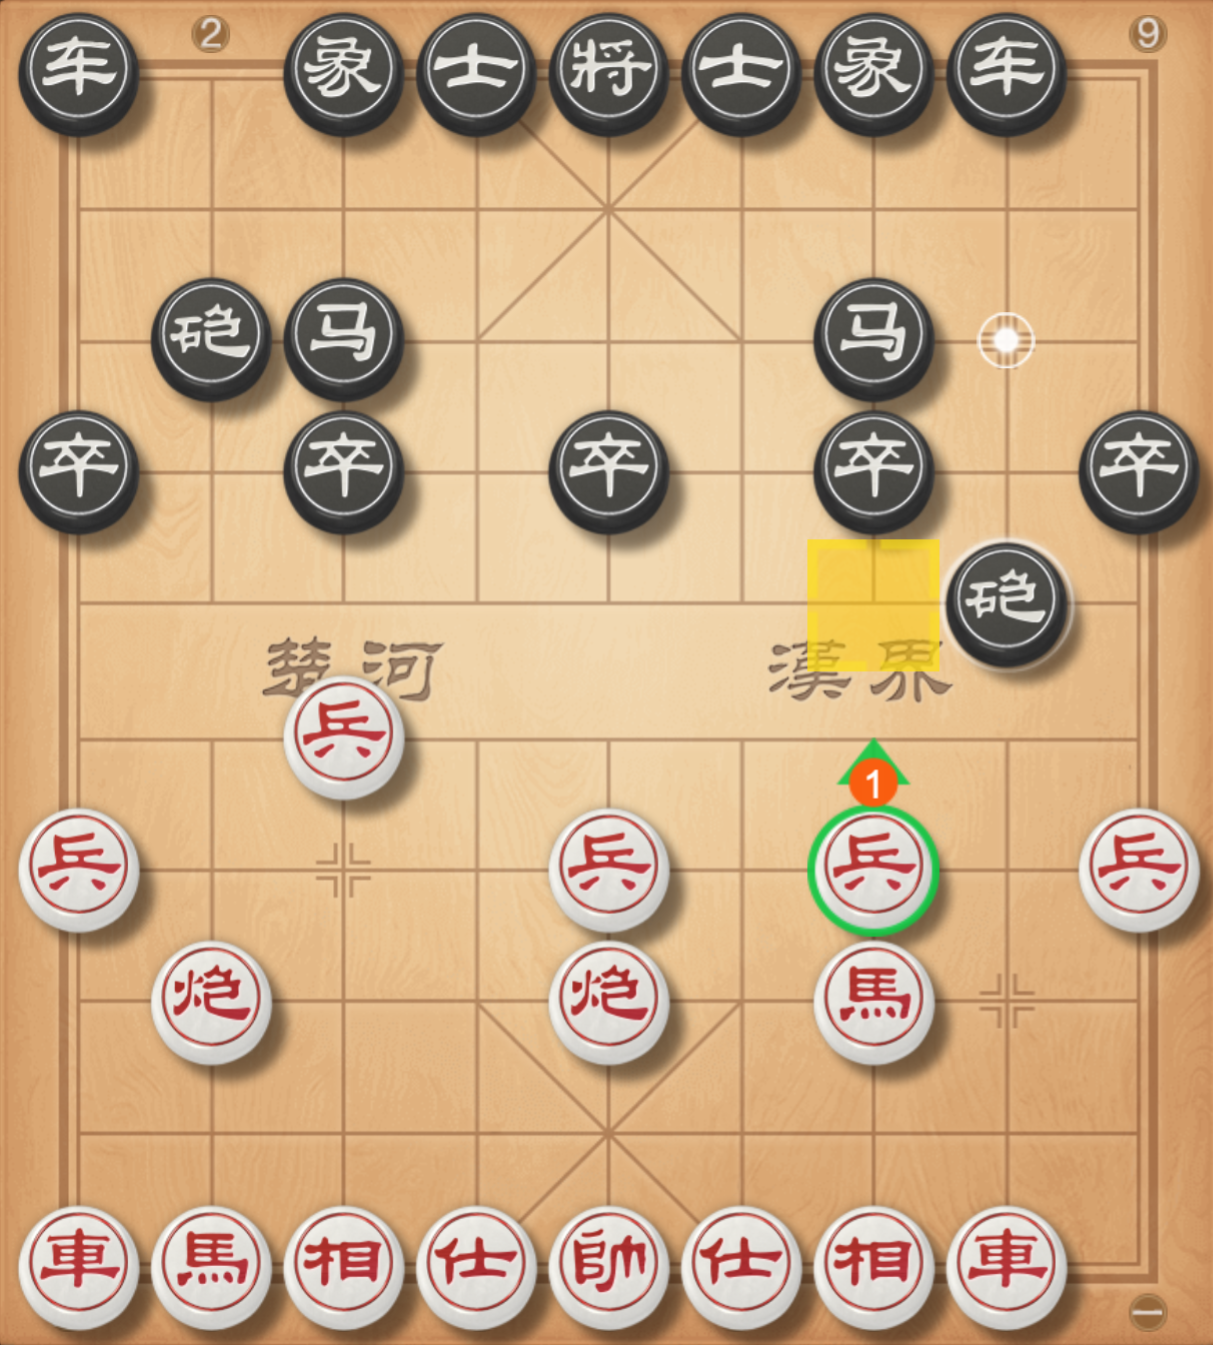 2 9
车 象 士 将 士 象 车
砲 马 马
卒 卒 卒 卒 卒
砲
楚 河 漢 界
兵
1
兵 兵 兵 兵
炮 炮 馬
車 馬 相 仕 帥 仕 相 車
一